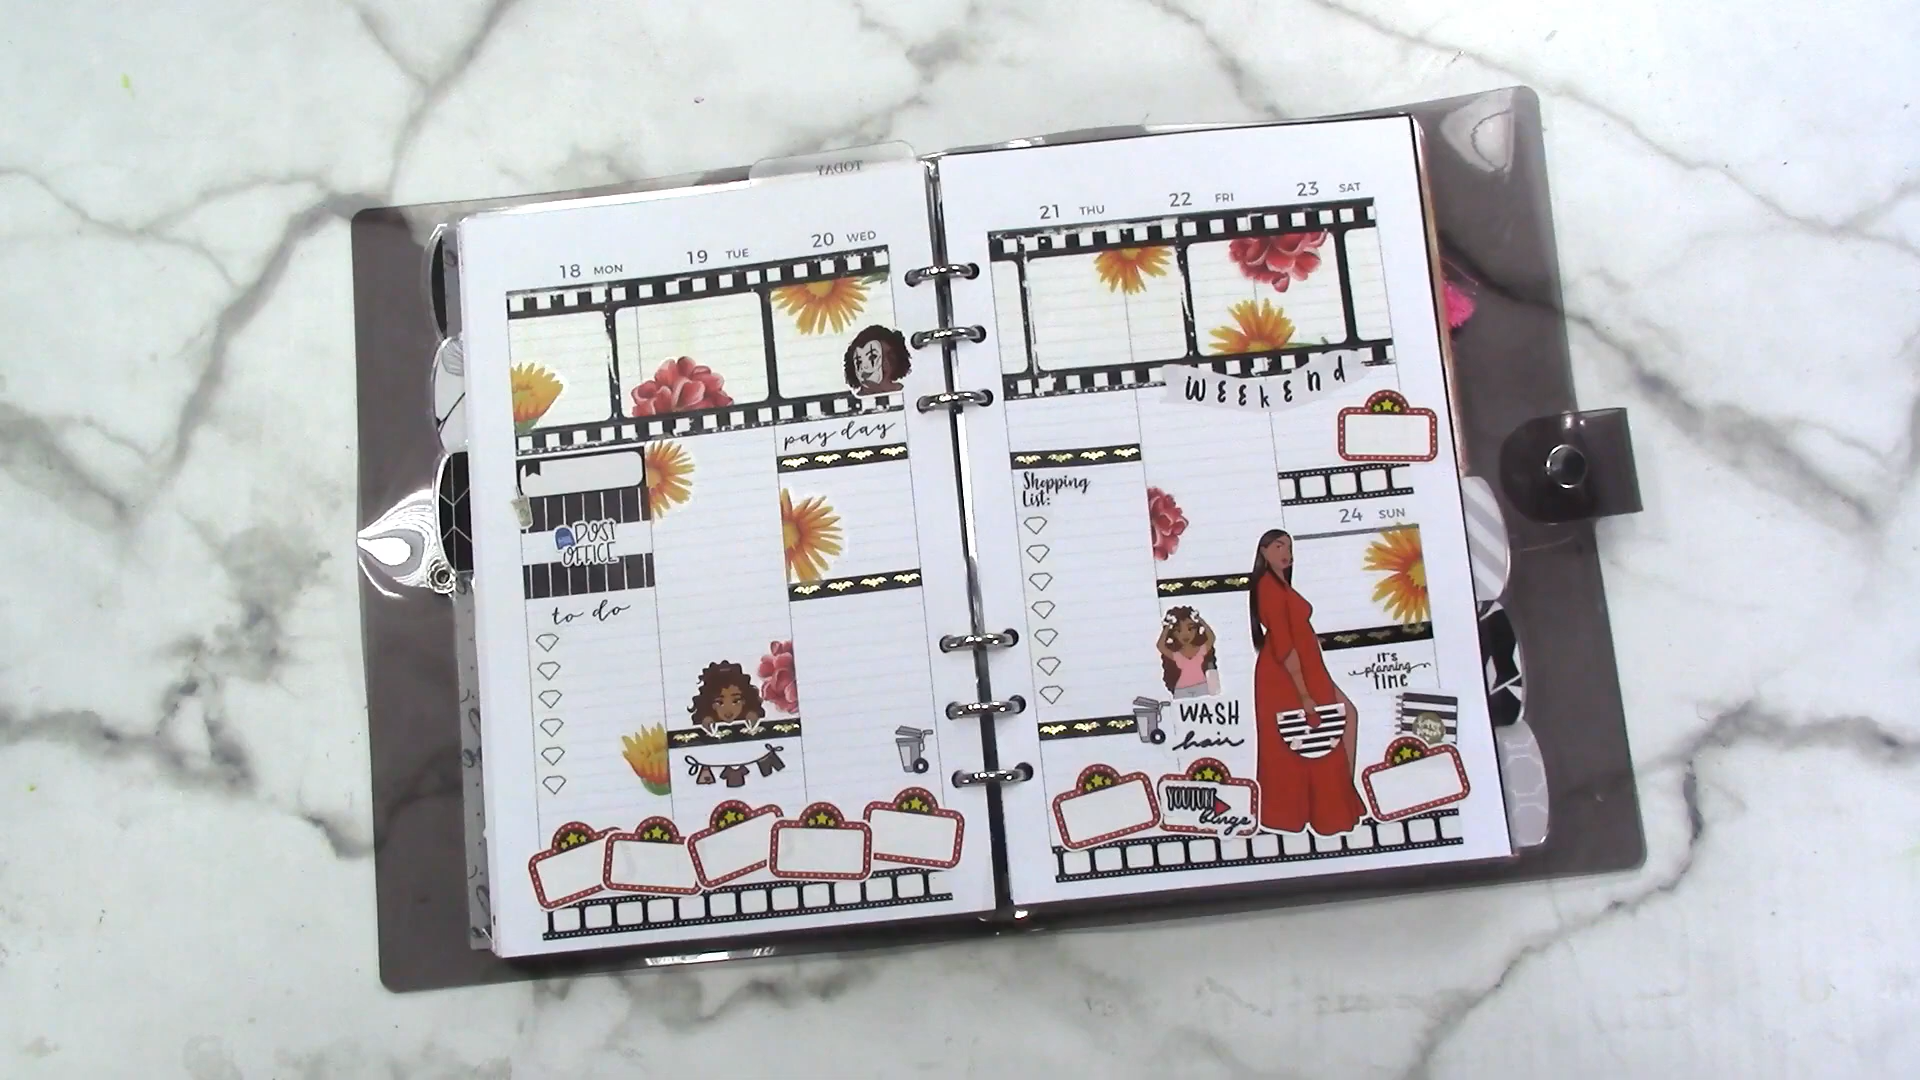 TODAY
18 MON
19 TUE
20 WED
pay day
POST
OFFICE
to do
21 THU
22 FRI
23 SAT
WEEKEND
Shopping
List:
24 SUN
IT'S
planning
TIME
WASH
hair
YOUTUBE
Binge